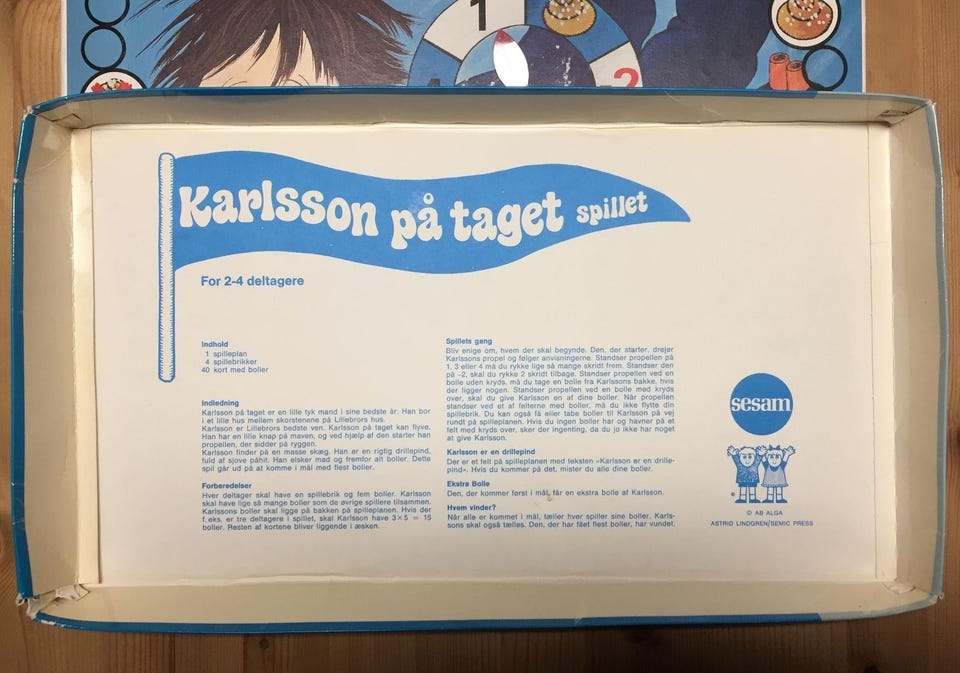 1
-2
Karlsson på taget spillet
For 2-4 deltagere
Indhold
1 spilleplan
4 spillebrikker
40 kort med boller
Indledning
Karlsson på taget er en lille tyk mand i sine bedste år. Han bor
i et lille hus mellem skorstenene på Lillebrors hus.
Karlsson er Lillebrors bedste ven. Karlsson på taget kan flyve.
Han har en lille knap på maven, og ved hjælp af den starter han
propellen, der sidder på ryggen.
Karlsson finder på en masse skæg. Han er en rigtig drillepind,
fuld af sjove påhit. Han elsker mad og fremfor alt boller. Dette
spil går ud på at komme i mål med flest boller.
Forberedelser
Hver deltager skal have en spillebrik og fem boller. Karlsson
skal have lige så mange boller som de øvrige spillere tilsammen.
Karlssons boller skal ligge på bakken på spilleplanen. Hvis der
f. eks. er tre deltagere i spillet, skal Karlsson have 3×5 = 15
boller. Resten af kortene bliver liggende i æsken.
Spillets gang
Bliv enige om, hvem der skal begynde. Den, der starter, drejer
Karlssons propel og følger anvisningerne. Standser propellen på
1, 3 eller 4 må du rykke lige så mange skridt frem. Standser den
på -2, skal du rykke 2 skridt tilbage. Standser propellen ved en
bolle uden kryds, må du tage en bolle fra Karlssons bakke, hvis
der ligger nogen. Standser propellen ved en bolle med kryds
over, skal du give Karlsson en af dine boller. Når propellen
standser ved et af felterne med boller, må du ikke flytte din
spillebrik. Du kan også få eller tabe boller til Karlsson på vej
rundt på spilleplanen. Hvis du ingen boller har og havner på et
felt med kryds over, sker der ingenting, da du jo ikke har noget
at give Karlsson.
Karlsson er en drillepind
Der er et felt på spilleplanen med teksten »Karlsson er en drille-
pind«. Hvis du kommer på det, mister du alle dine boller.
Ekstra Bolle
Den, der kommer først i mål, får en ekstra bolle af Karlsson.
Hvem vinder?
Når alle er kommet i mål, tæller hver spiller sine boller, Karls-
sons skal også tælles. Den, der har fået flest boller, har vundet.
sesam
© AB ALGA
ASTRID LINDGREN/SEMIC PRESS